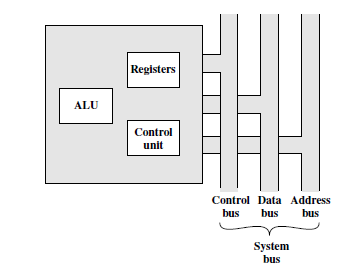 Registers
ALU
Control
unit
Control Data Address
bus bus bus
System
bus